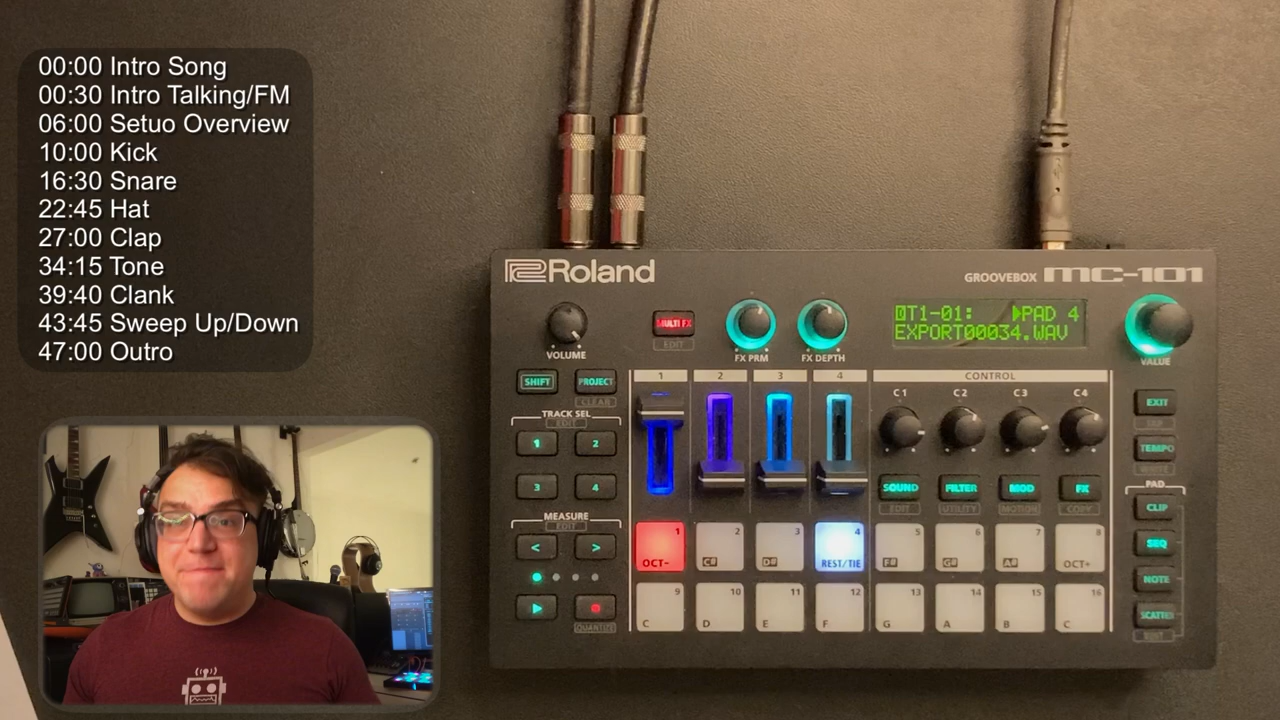 00:00 Intro Song
00:30 Intro Talking/FM
06:00 Setuo Overview
10:00 Kick
16:30 Snare
22:45 Hat
27:00 Clap
34:15 Tone
39:40 Clank
43:45 Sweep Up/Down
47:00 Outro
Roland
GROOVEBOX MC-101
VOLUME
MULTI FX
EDIT
FX PRM
FX DEPTH
0T1-01: ▶PAD 4
EXPORT00034.WAV
VALUE
SHIFT
PROJECT
CLEAR
1 2 3 4
CONTROL
C1 C2 C3 C4
EXIT
TRACK SEL
EDIT
1 2
3 4
TEMPO
WRITE
SOUND FILTER MOD FX
EDIT UTILITY MOTION COPY
PAD
CLIP
MEASURE
EDIT
< >
SEQ
NOTE
SCATTER
EDIT
QUANTIZE
1 2 3 4 5 6 7 8
OCT- C# D# REST/TIE F# G# A# OCT+
9 10 11 12 13 14 15 16
C D E F G A B C